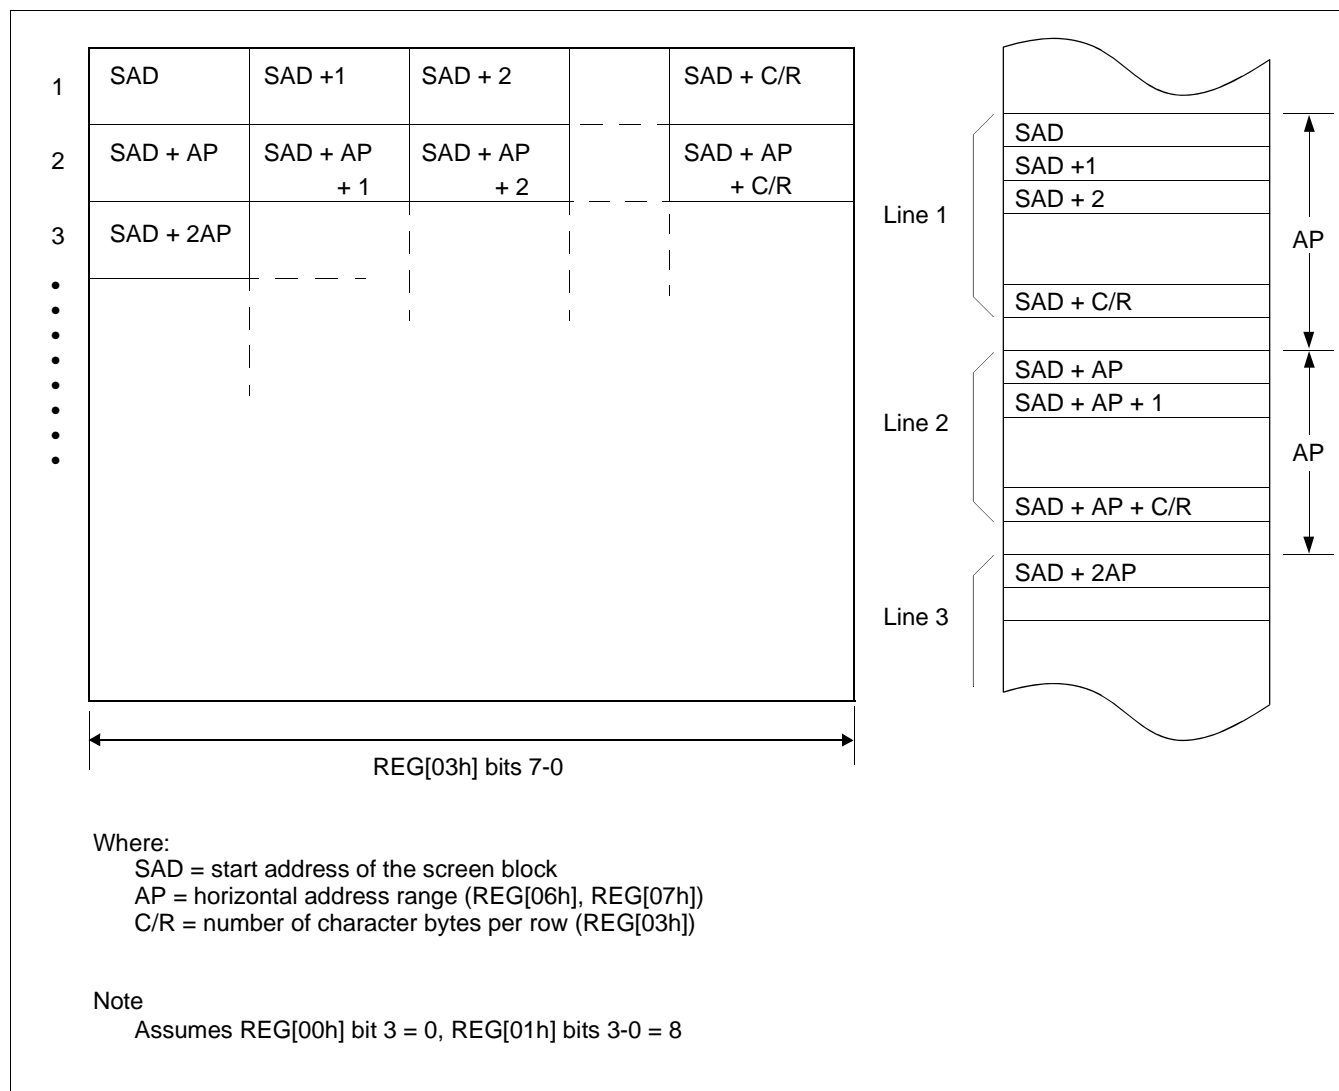 1 SAD SAD +1 SAD + 2 SAD + C/R
2 SAD + AP SAD + AP + 1 SAD + AP + 2 SAD + AP + C/R
3 SAD + 2AP
REG[03h] bits 7-0
Line 1
SAD
SAD +1
SAD + 2
SAD + C/R
AP
Line 2
SAD + AP
SAD + AP + 1
SAD + AP + C/R
AP
Line 3
SAD + 2AP
Where:
SAD = start address of the screen block
AP = horizontal address range (REG[06h], REG[07h])
C/R = number of character bytes per row (REG[03h])
Note
Assumes REG[00h] bit 3 = 0, REG[01h] bits 3-0 = 8